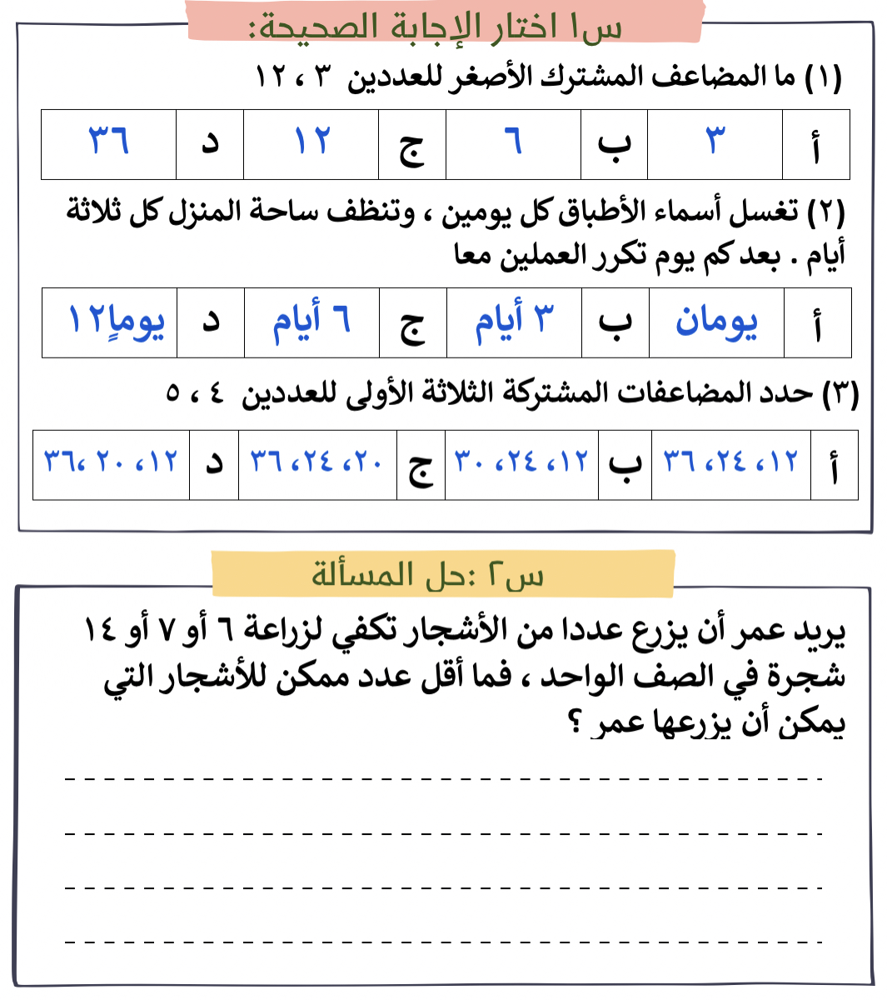 س١ اختار الإجابة الصحيحة:
(١) ما المضاعف المشترك الأصغر للعددين ٣ ، ١٢
أ ٣ ب ٦ ج ١٢ د ٣٦
(٢) تغسل أسماء الأطباق كل يومين ، وتنظف ساحة المنزل كل ثلاثة
أيام . بعد كم يوم تكرر العملين معا
أ يومان ب ٣ أيام ج ٦ أيام د ١٢يوماٍ
(٣) حدد المضاعفات المشتركة الثلاثة الأولى للعددين ٤ ، ٥
أ ١٢، ٢٤، ٣٦ ب ١٢، ٢٤، ٣٠ ج ٢٠، ٢٤، ٣٦ د ١٢، ٢٠ ،٣٦
س٢ :حل المسألة
يريد عمر أن يزرع عددا من الأشجار تكفي لزراعة ٦ أو ٧ أو ١٤
شجرة في الصف الواحد ، فما أقل عدد ممكن للأشجار التي
يمكن أن يزرعها عمر ؟